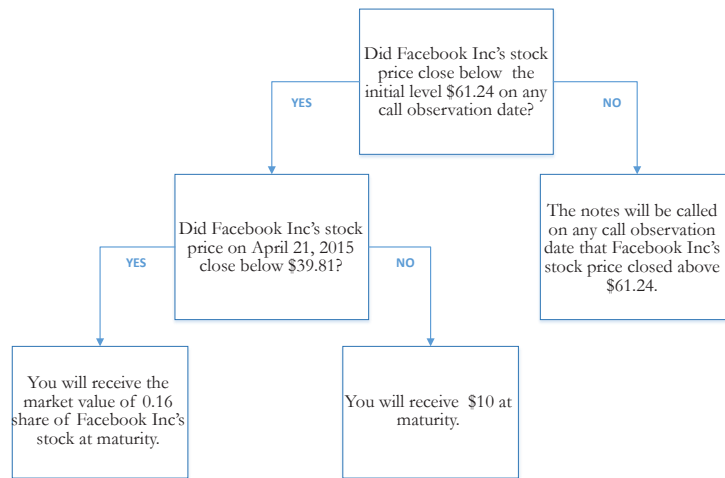 Did Facebook Inc's stock
price close below the
initial level $61.24 on any
call observation date?
YES
NO
Did Facebook Inc's stock
price on April 21, 2015
close below $39.81?
The notes will be called
on any call observation
date that Facebook Inc's
stock price closed above
$61.24.
YES
NO
You will receive the
market value of 0.16
share of Facebook Inc's
stock at maturity.
You will receive $10 at
maturity.